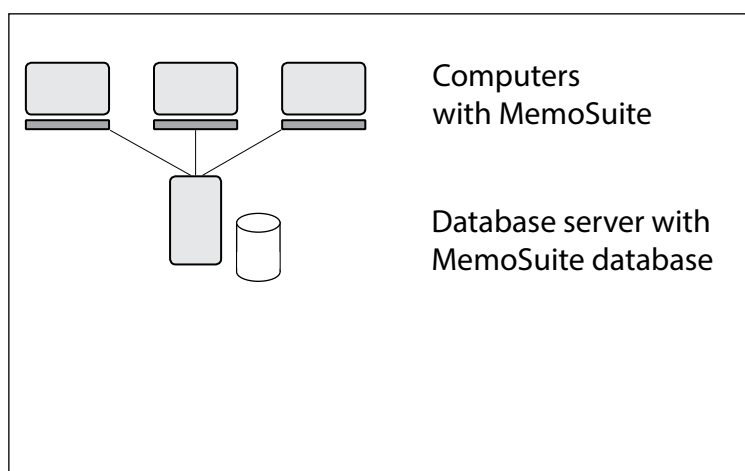 Computers
with MemoSuite
Database server with
MemoSuite database